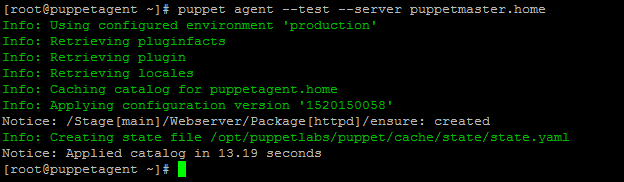 [root@puppetagent ~]# puppet agent --test --server puppetmaster.home
Info: Using configured environment 'production'
Info: Retrieving pluginfacts
Info: Retrieving plugin
Info: Retrieving locales
Info: Caching catalog for puppetagent.home
Info: Applying configuration version '1520150058'
Notice: /Stage[main]/Webserver/Package[httpd]/ensure: created
Info: Creating state file /opt/puppetlabs/puppet/cache/state/state.yaml
Notice: Applied catalog in 13.19 seconds
[root@puppetagent ~]#